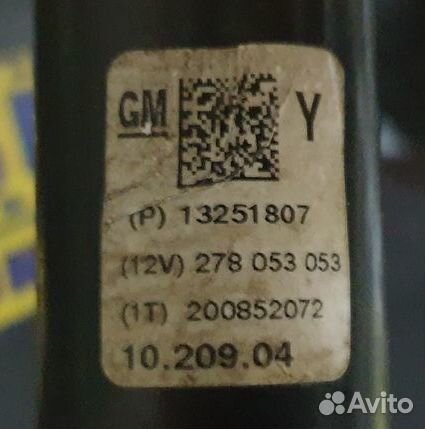 GM Y
(P) 13251807
(12V) 278 053 053
(1T) 200852072
10.209.04
Avito